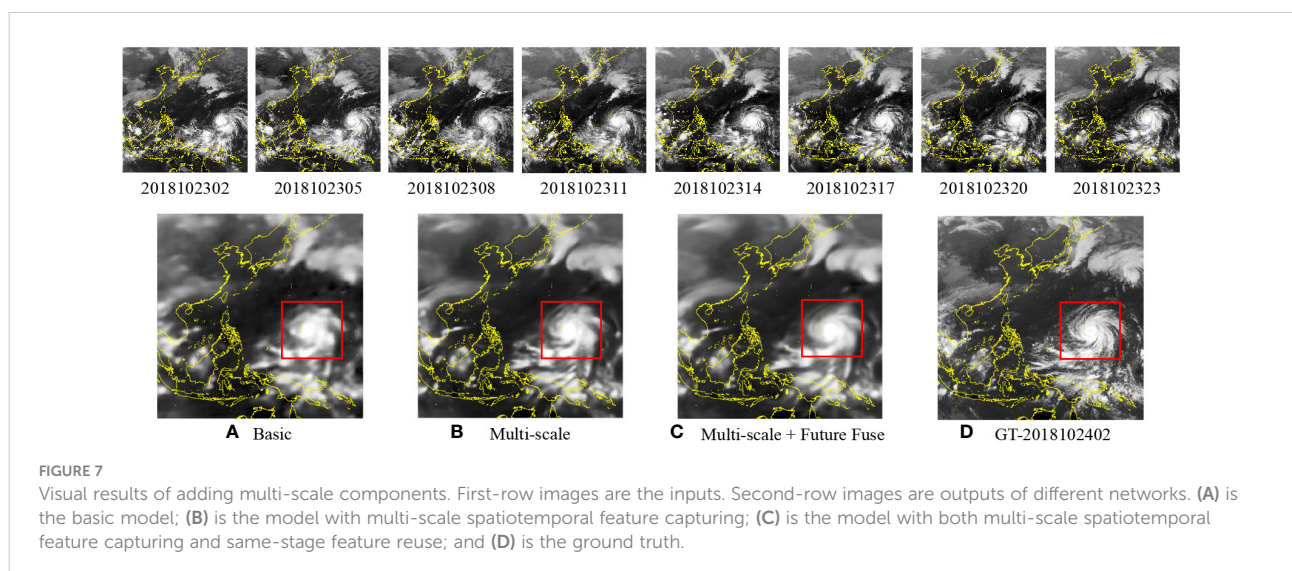 2018102302 2018102305 2018102308 2018102311 2018102314 2018102317 2018102320 2018102323
A Basic B Multi-scale C Multi-scale + Future Fuse D GT-2018102402
FIGURE 7
Visual results of adding multi-scale components. First-row images are the inputs. Second-row images are outputs of different networks. (A) is
the basic model; (B) is the model with multi-scale spatiotemporal feature capturing; (C) is the model with both multi-scale spatiotemporal
feature capturing and same-stage feature reuse; and (D) is the ground truth.